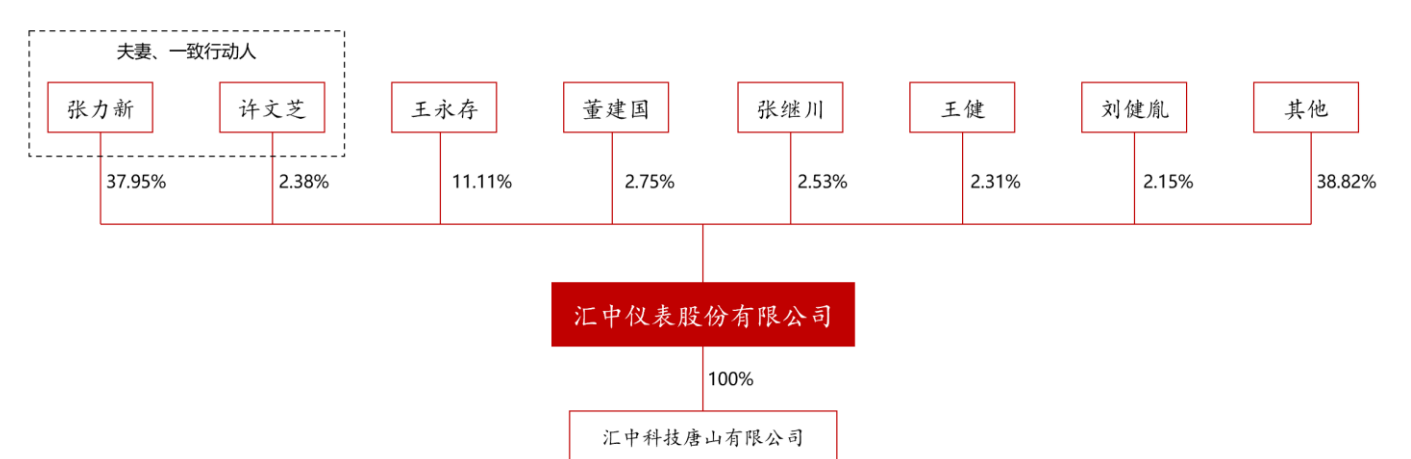 夫妻、一致行动人
张力新 许文芝 王永存 董建国 张继川 王健 刘健胤 其他
37.95% 2.38% 11.11% 2.75% 2.53% 2.31% 2.15% 38.82%
汇中仪表股份有限公司
100%
汇中科技唐山有限公司